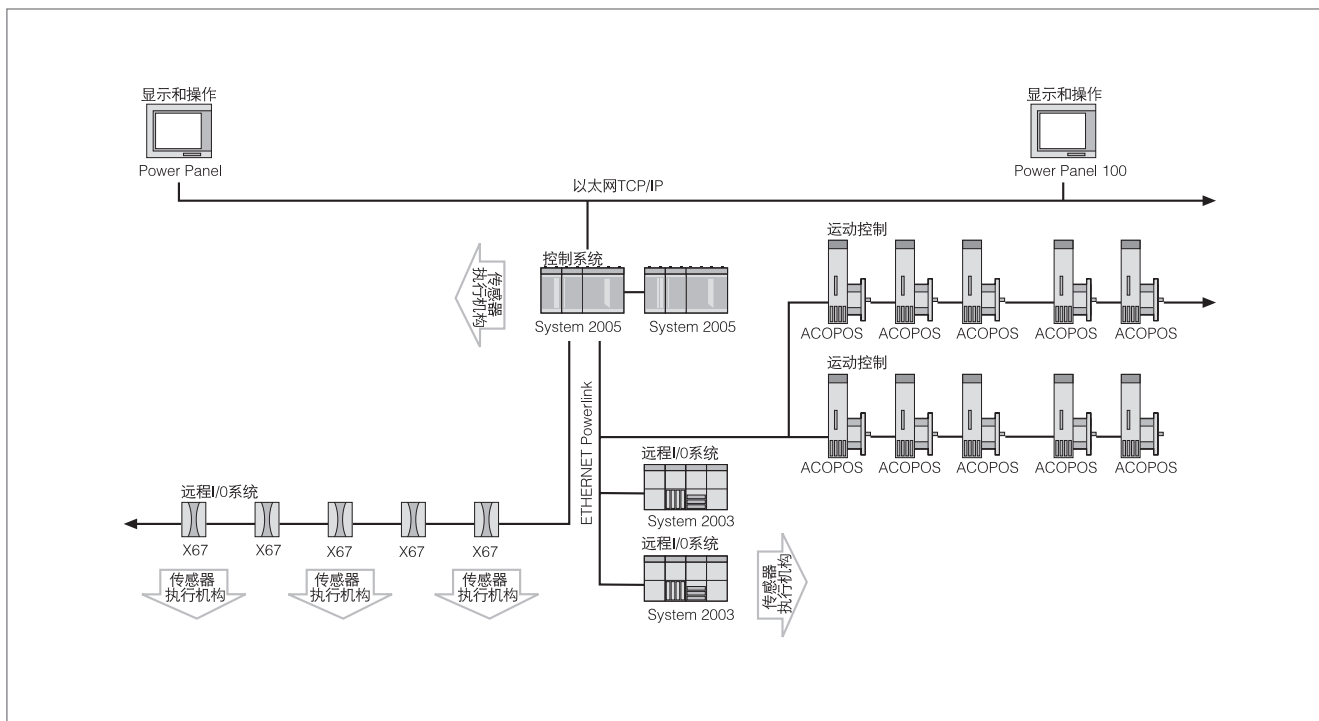 显示和操作
Power Panel
显示和操作
Power Panel 100
以太网TCP/IP
传感器
执行机构
控制系统
System 2005
System 2005
运动控制
ACOPOS
ACOPOS
ACOPOS
ACOPOS
ACOPOS
运动控制
ACOPOS
ACOPOS
ACOPOS
ACOPOS
ACOPOS
ETHERNET Powerlink
远程I/0系统
System 2003
远程I/0系统
System 2003
传感器
执行机构
远程I/0系统
X67
X67
X67
X67
X67
传感器
执行机构
传感器
执行机构
传感器
执行机构